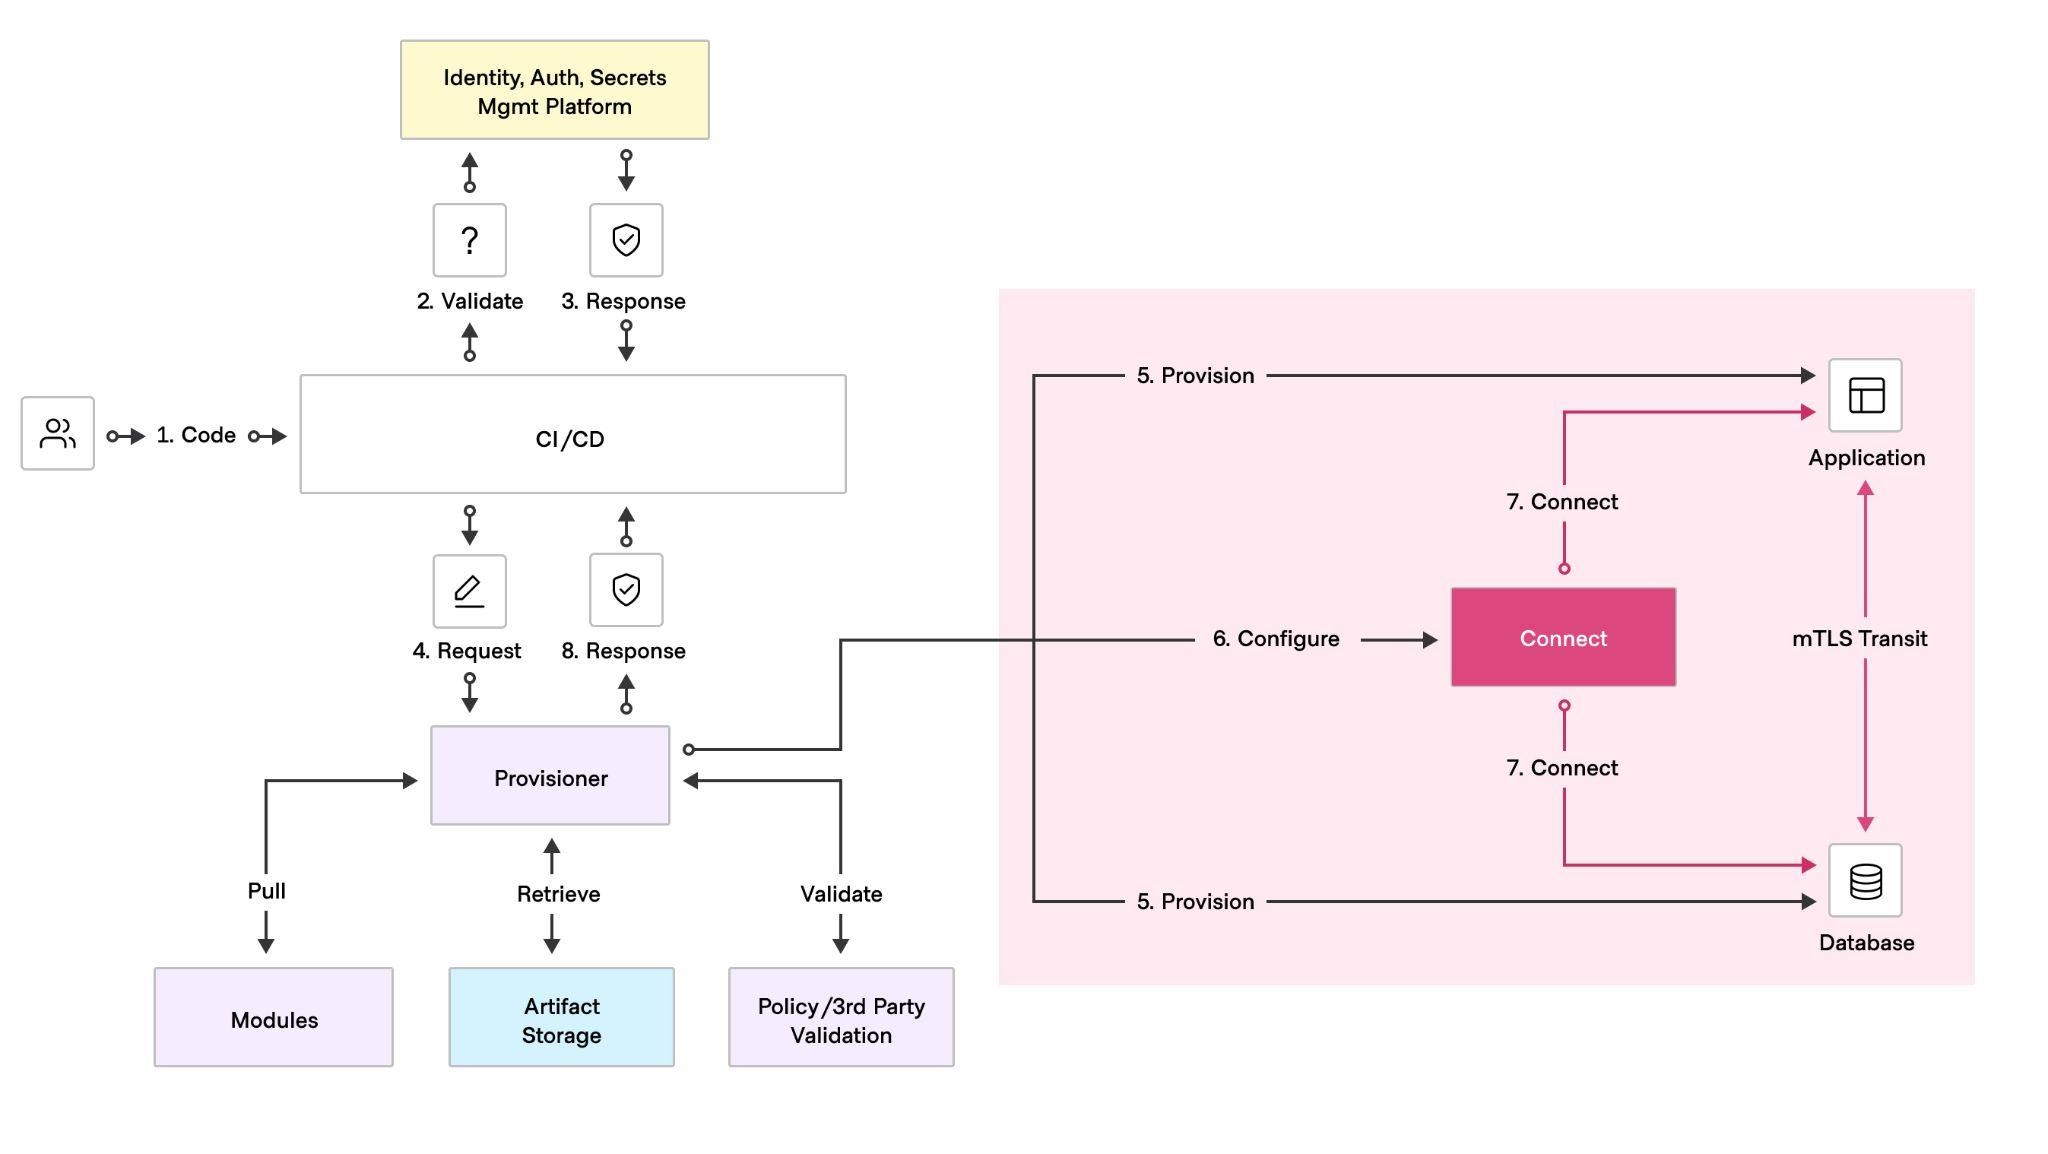 Identity, Auth, Secrets
Mgmt Platform
?
2. Validate
3. Response
1. Code
CI/CD
4. Request
8. Response
Provisioner
Pull
Retrieve
Validate
Modules
Artifact
Storage
Policy/3rd Party
Validation
5. Provision
Application
7. Connect
6. Configure
Connect
mTLS Transit
7. Connect
5. Provision
Database